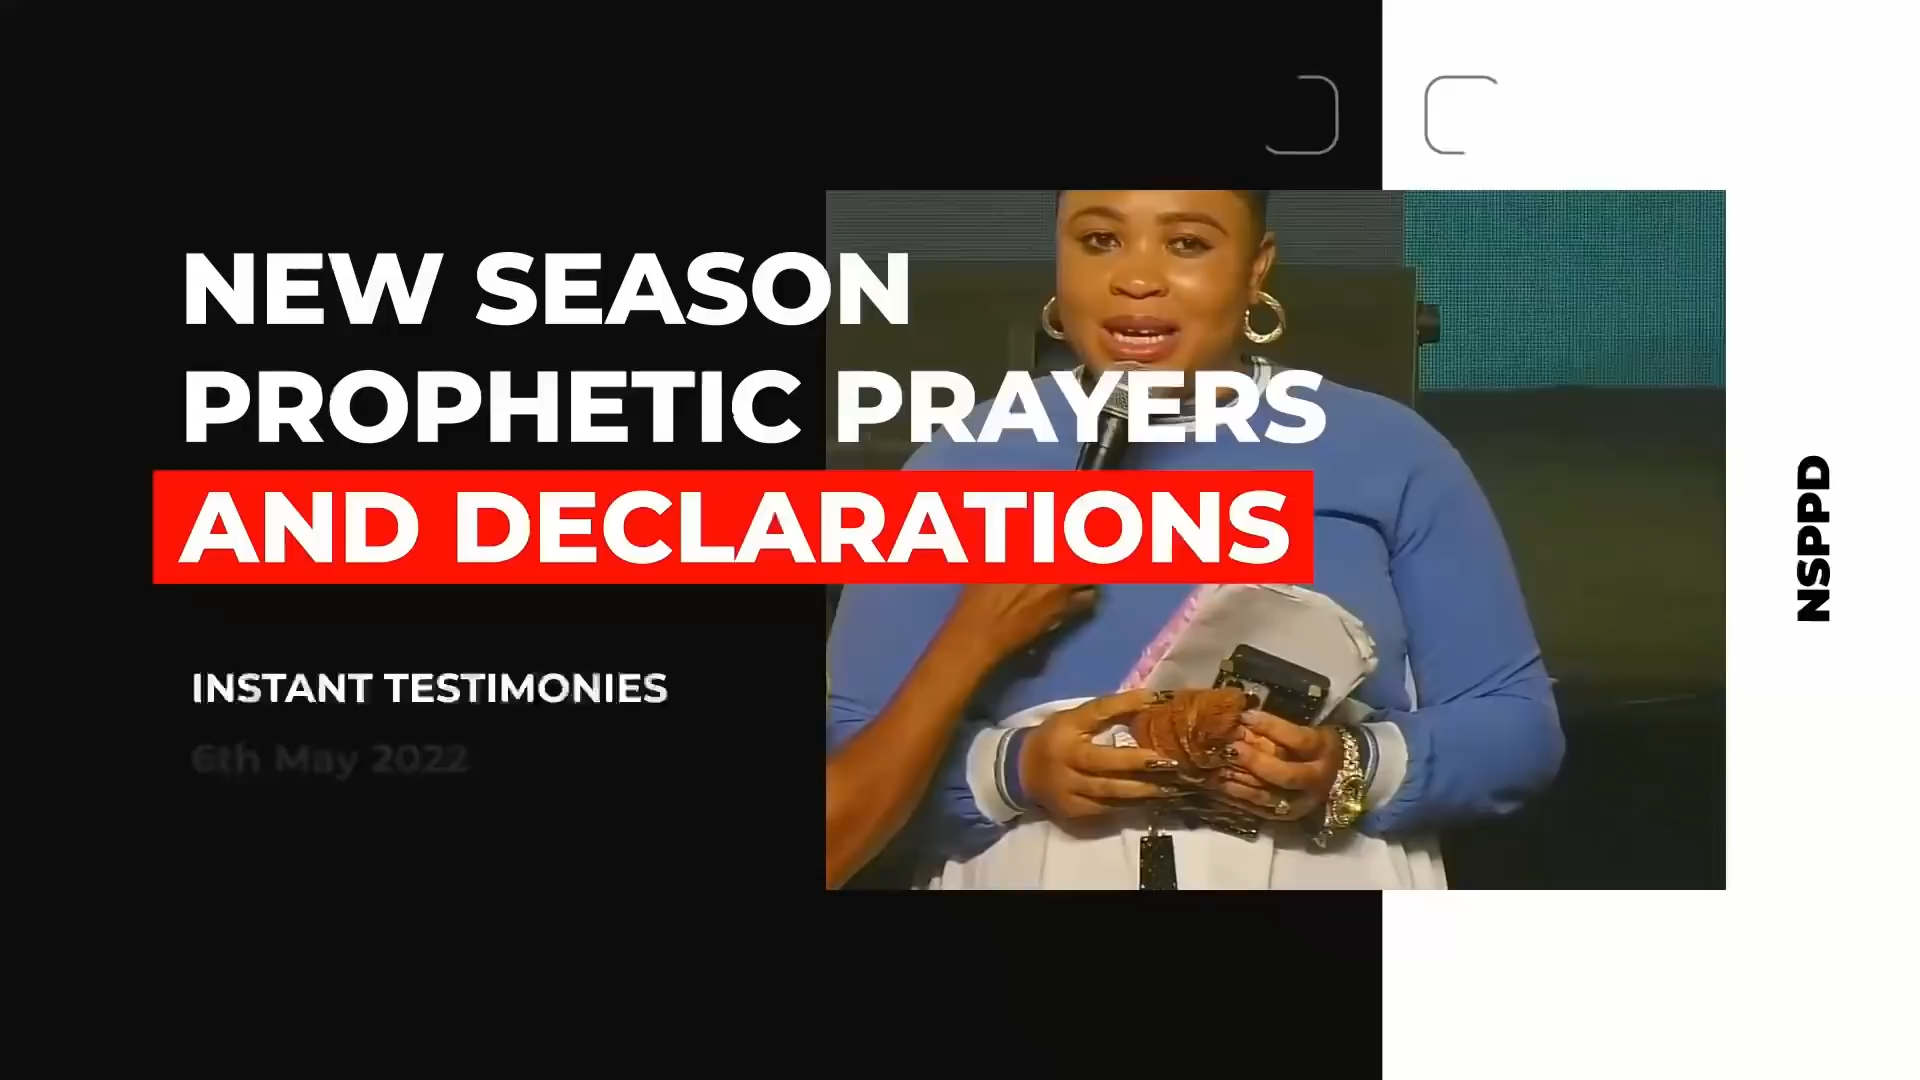 NEW SEASON
PROPHETIC PRAYERS
AND DECLARATIONS
INSTANT TESTIMONIES
6th May 2022
NSPPD